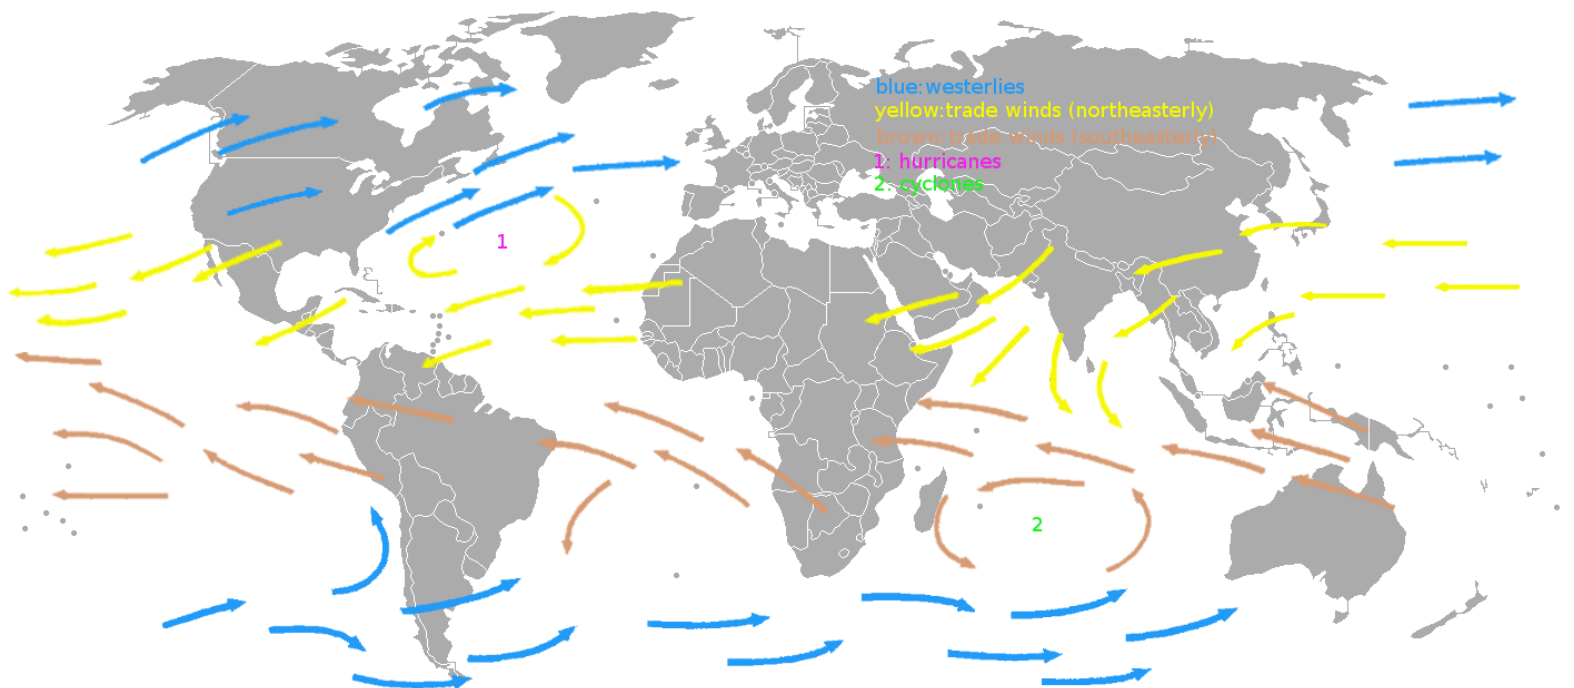 blue:westerlies
yellow:trade winds (northeasterly)
brown:trade winds (southeasterly)
1: hurricanes
2: cyclones
1
2